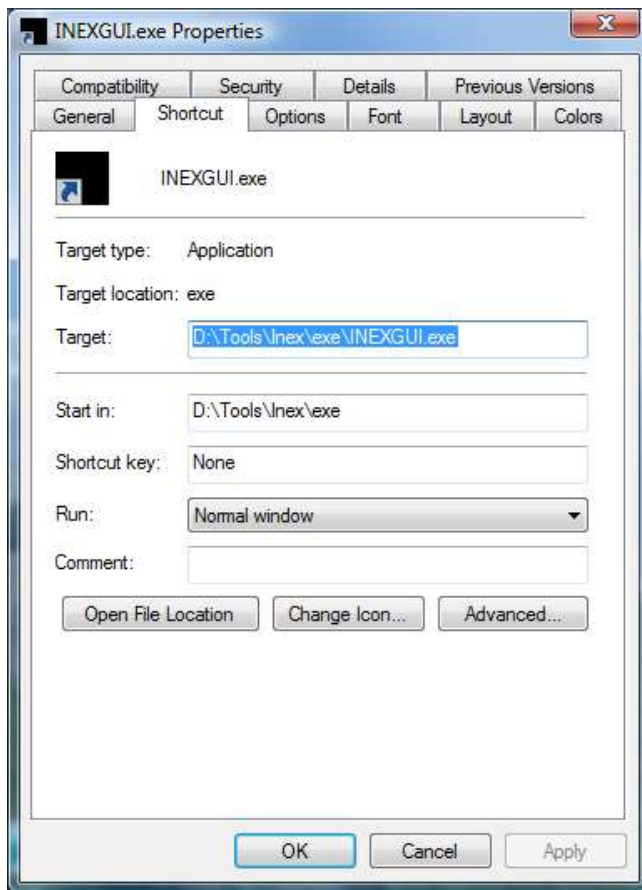 INEXGUI.exe Properties
Compatibility Security Details Previous Versions
General Shortcut Options Font Layout Colors
INEXGUI.exe
Target type: Application
Target location: exe
Target: D:\Tools\Inex\exe\INEXGUI.exe
Start in: D:\Tools\Inex\exe
Shortcut key: None
Run: Normal window
Comment:
Open File Location Change Icon... Advanced...
OK Cancel Apply